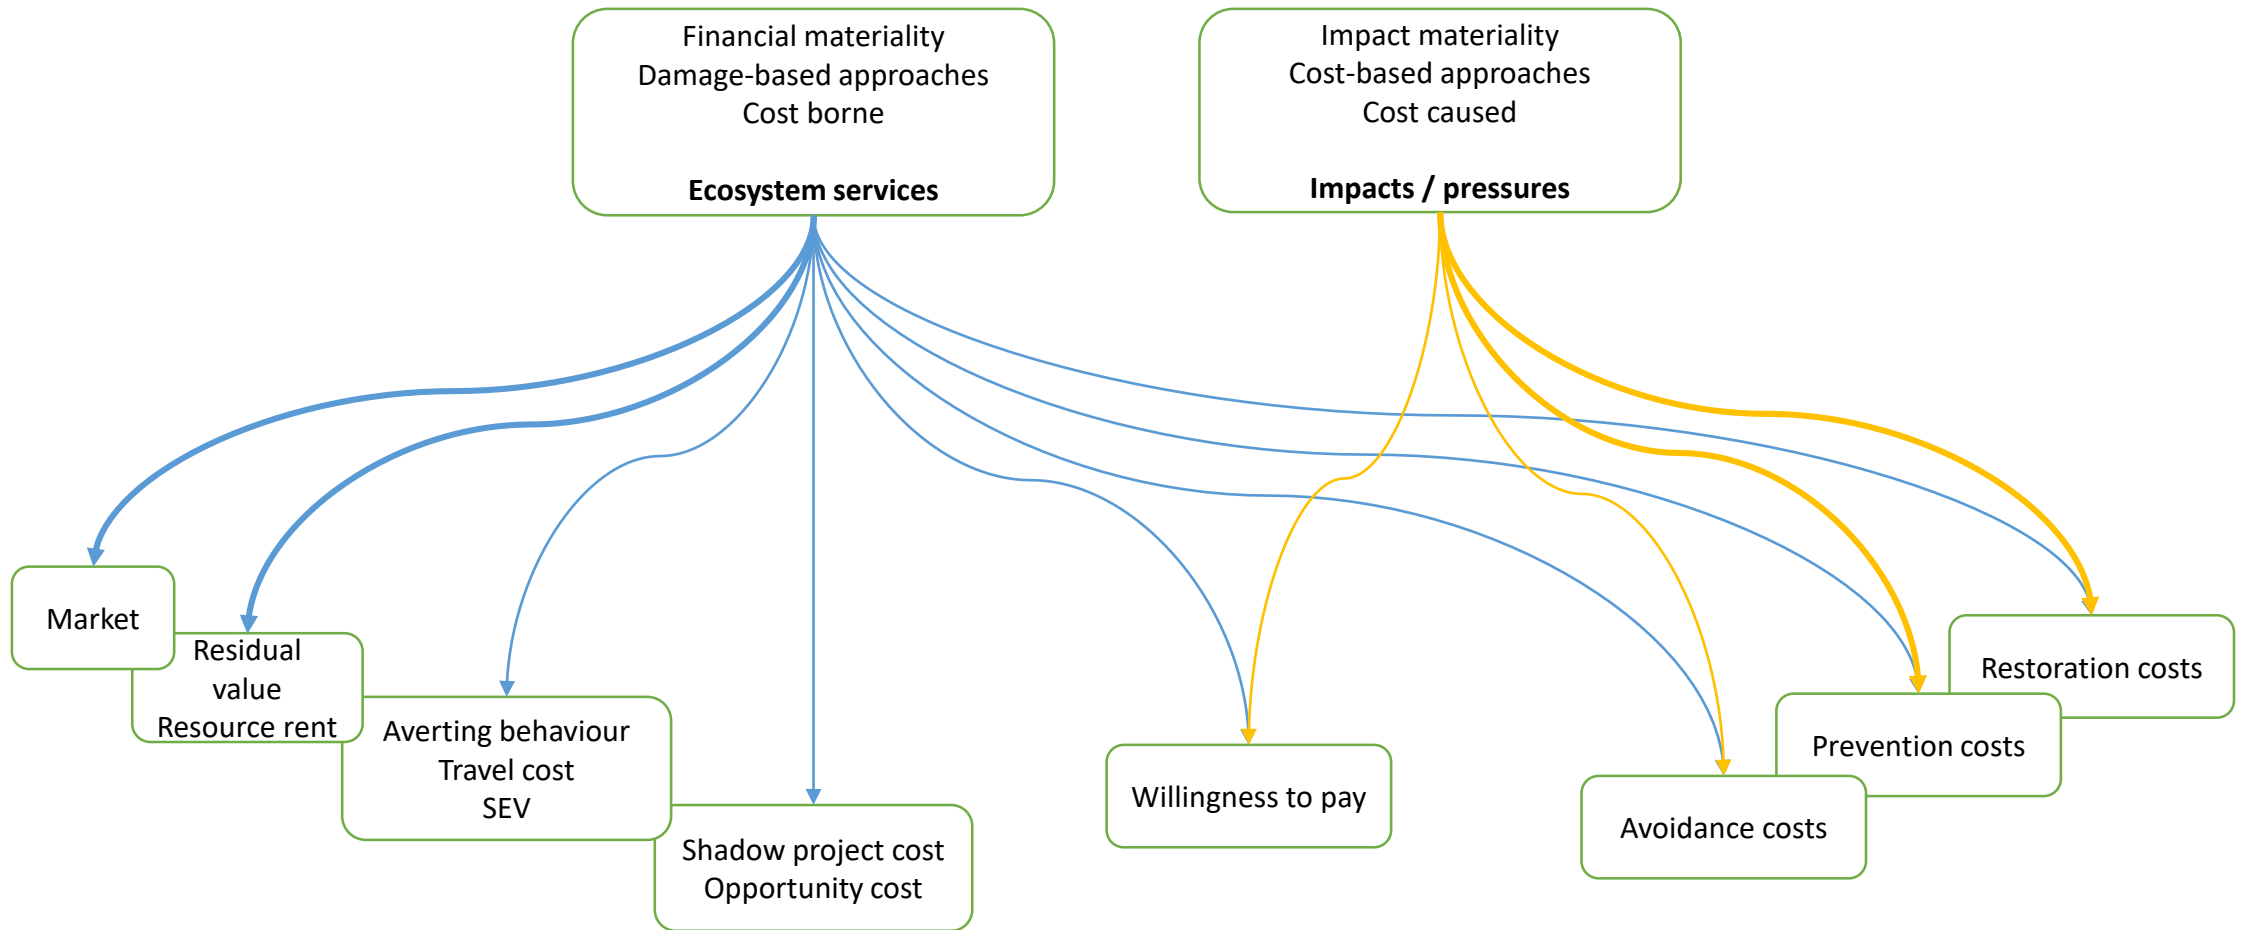 Financial materiality
Damage-based approaches
Cost borne
Ecosystem services
Impact materiality
Cost-based approaches
Cost caused
Impacts / pressures
Market
Residual
value
Resource rent
Averting behaviour
Travel cost
SEV
Shadow project cost
Opportunity cost
Willingness to pay
Avoidance costs
Prevention costs
Restoration costs